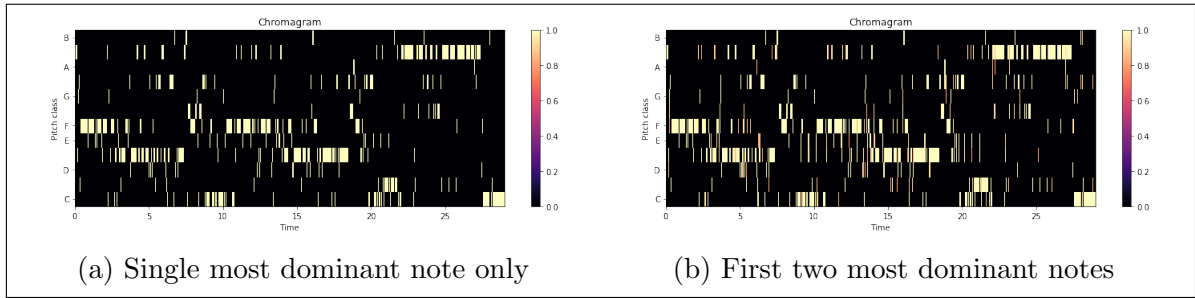 Chromagram
B
A
G
F
E
D
C
Pitch class
0 5 10 15 20 25
Time
1.0
0.8
0.6
0.4
0.2
0.0
(a) Single most dominant note only
Chromagram
B
A
G
F
E
D
C
Pitch class
0 5 10 15 20 25
Time
1.0
0.8
0.6
0.4
0.2
0.0
(b) First two most dominant notes